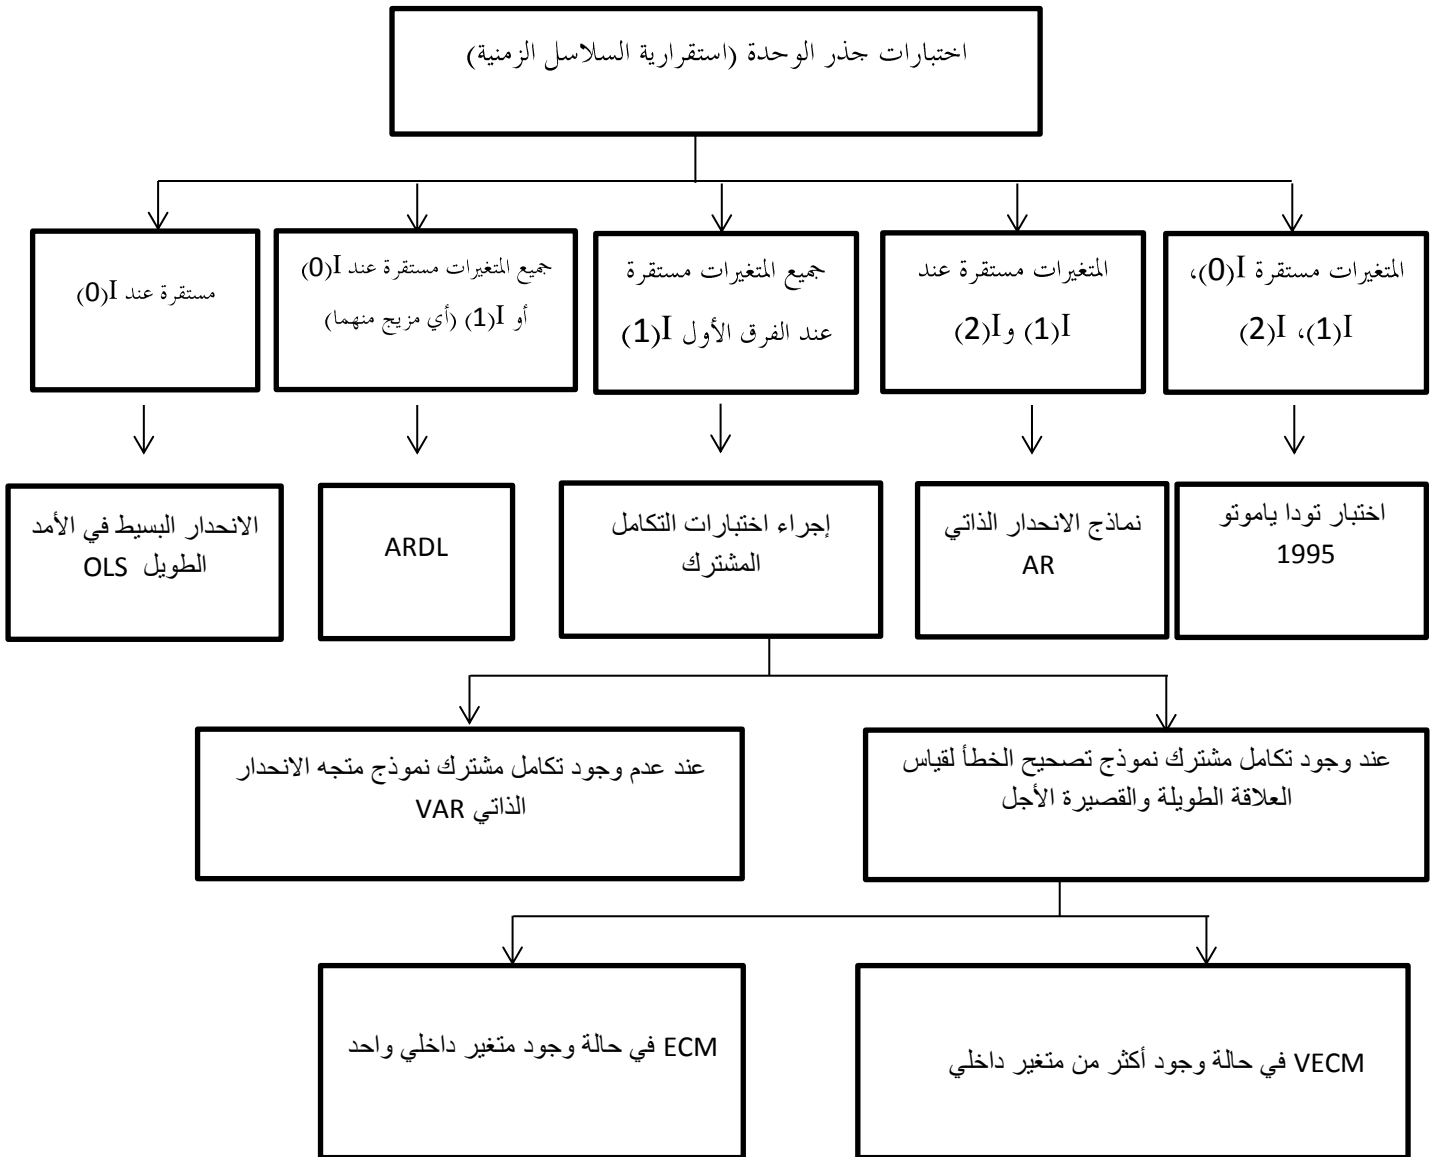 اختبارات جذر الوحدة (استقرارية السلاسل الزمنية)
المتغيرات مستقرة I(0)،
I(1)، I(2)
المتغيرات مستقرة عند
I(1) وI(2)
جميع المتغيرات مستقرة
عند الفرق الأول I(1)
جميع المتغيرات مستقرة عند I(0)
أو I(1) (أي مزيج منهما)
مستقرة عند I(0)
اختبار تودا ياموتو
1995
نماذج الانحدار الذاتي
AR
إجراء اختبارات التكامل
المشترك
ARDL
الانحدار البسيط في الأمد
الطويل OLS
عند وجود تكامل مشترك نموذج تصحيح الخطأ لقياس
العلاقة الطويلة والقصيرة الأجل
عند عدم وجود تكامل مشترك نموذج متجه الانحدار
الذاتي VAR
VECM في حالة وجود أكثر من متغير داخلي
ECM في حالة وجود متغير داخلي واحد